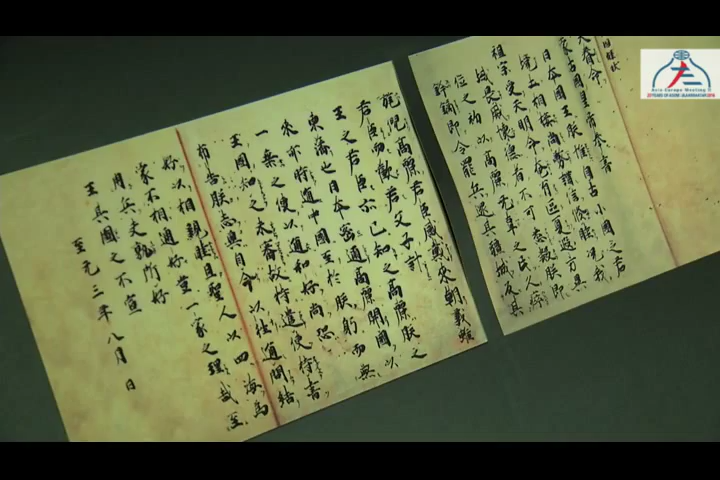 天眷命
蒙古國皇帝奉書
日本國王朕惟自古小國之君
境土相接尚務講信修睦況我
祖宗受天明命奄有區夏遐方異
域畏威懷德者不可悉數朕即
位之初以高麗无辜之民久瘁
鋒鏑即令罷兵還其疆域反其
旄倪高麗君臣感戴來朝義雖
君臣而歡若父子計
王之君臣亦已知之高麗朕之
東藩也日本密邇高麗開國以
來亦時通中國至於朕躬而無
一乗之使以通和好尚恐
王國知之未審故特遣使持書
布告朕志冀自今以往通問結
好以相親睦且聖人以四海為
家不相通好豈一家之理哉至
用兵夫孰所好
王其圖之不宣
至元三年八月日
Asia-Europe Meeting
20 YEARS OF ASEM: ULAANBAATAR 2016